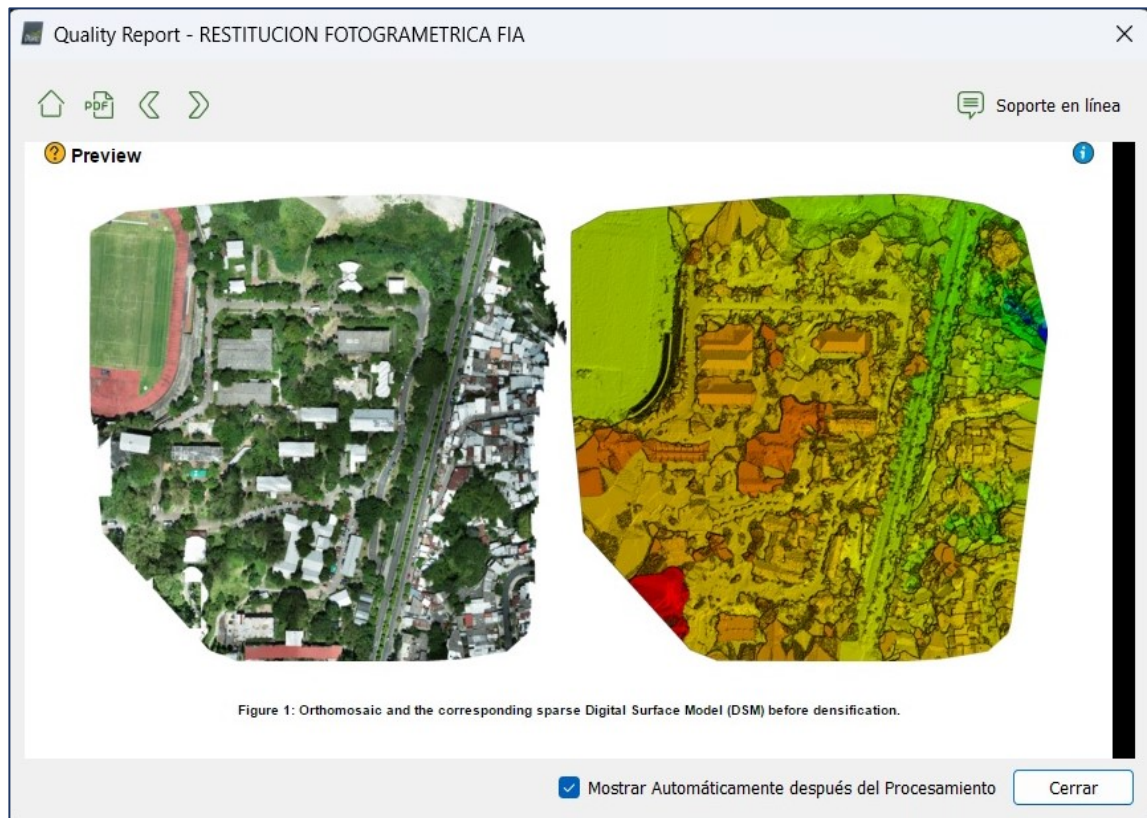 Quality Report - RESTITUCION FOTOGRAMETRICA FIA
PDF
Soporte en línea
Preview
Figure 1: Orthomosaic and the corresponding sparse Digital Surface Model (DSM) before densification.
Mostrar Automáticamente después del Procesamiento
Cerrar